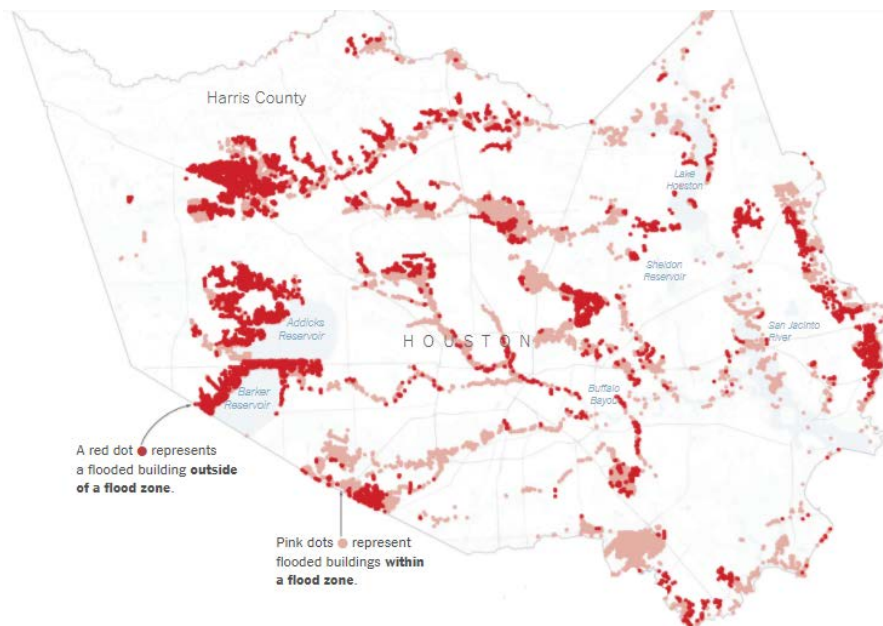 Harris County
Lake
Houston
Sheldon
Reservoir
Addicks
Reservoir
HOUSTON
San Jacinto
River
Barker
Reservoir
Buffalo
Bayou
A red dot represents
a flooded building outside
of a flood zone.
Pink dots represent
flooded buildings within
a flood zone.